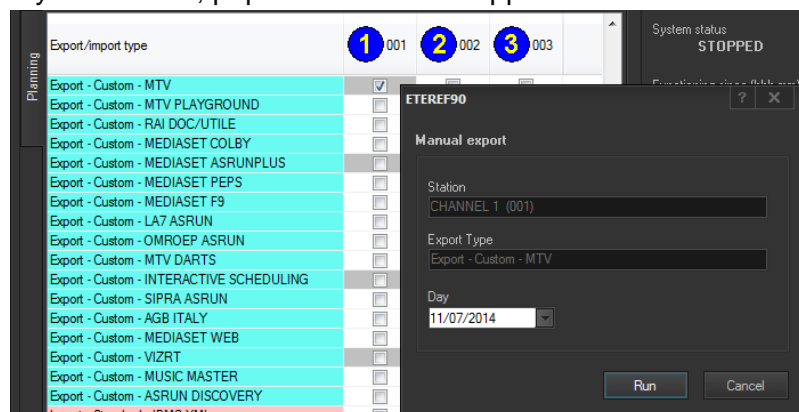 Export/import type
1 001
2 002
3 003
System status
STOPPED
Planning
Export - Custom - MTV
Export - Custom - MTV PLAYGROUND
Export - Custom - RAI DOC/UTILE
Export - Custom - MEDIASET COLBY
Export - Custom - MEDIASET ASRUNPLUS
Export - Custom - MEDIASET PEPS
Export - Custom - MEDIASET F9
Export - Custom - LA7 ASRUN
Export - Custom - OMROEP ASRUN
Export - Custom - MTV DARTS
Export - Custom - INTERACTIVE SCHEDULING
Export - Custom - SIPRA ASRUN
Export - Custom - AGB ITALY
Export - Custom - MEDIASET WEB
Export - Custom - VIZRT
Export - Custom - MUSIC MASTER
Export - Custom - ASRUN DISCOVERY
ETEREF90
? X
Manual export
Station
CHANNEL 1 (001)
Export Type
Export - Custom - MTV
Day
11/07/2014
Run
Cancel